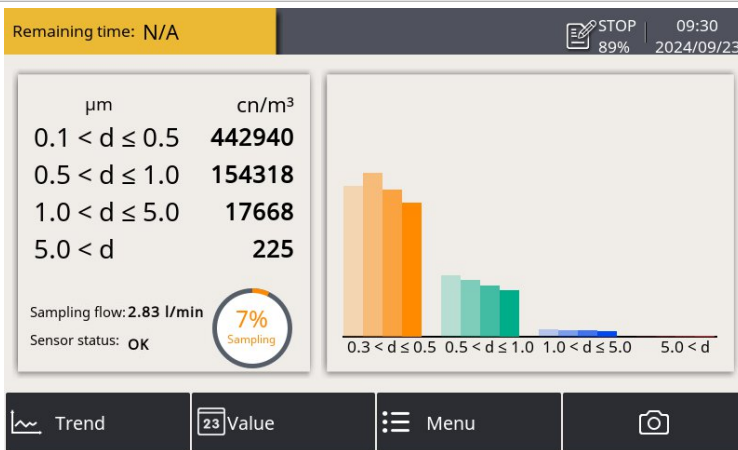 Remaining time: N/A
STOP
89%
09:30
2024/09/23
µm cn/m³
0.1 < d ≤ 0.5 442940
0.5 < d ≤ 1.0 154318
1.0 < d ≤ 5.0 17668
5.0 < d 225
Sampling flow: 2.83 l/min
Sensor status: OK
7%
Sampling
0.3 < d ≤ 0.5 0.5 < d ≤ 1.0 1.0 < d ≤ 5.0 5.0 < d
Trend
23 Value
Menu